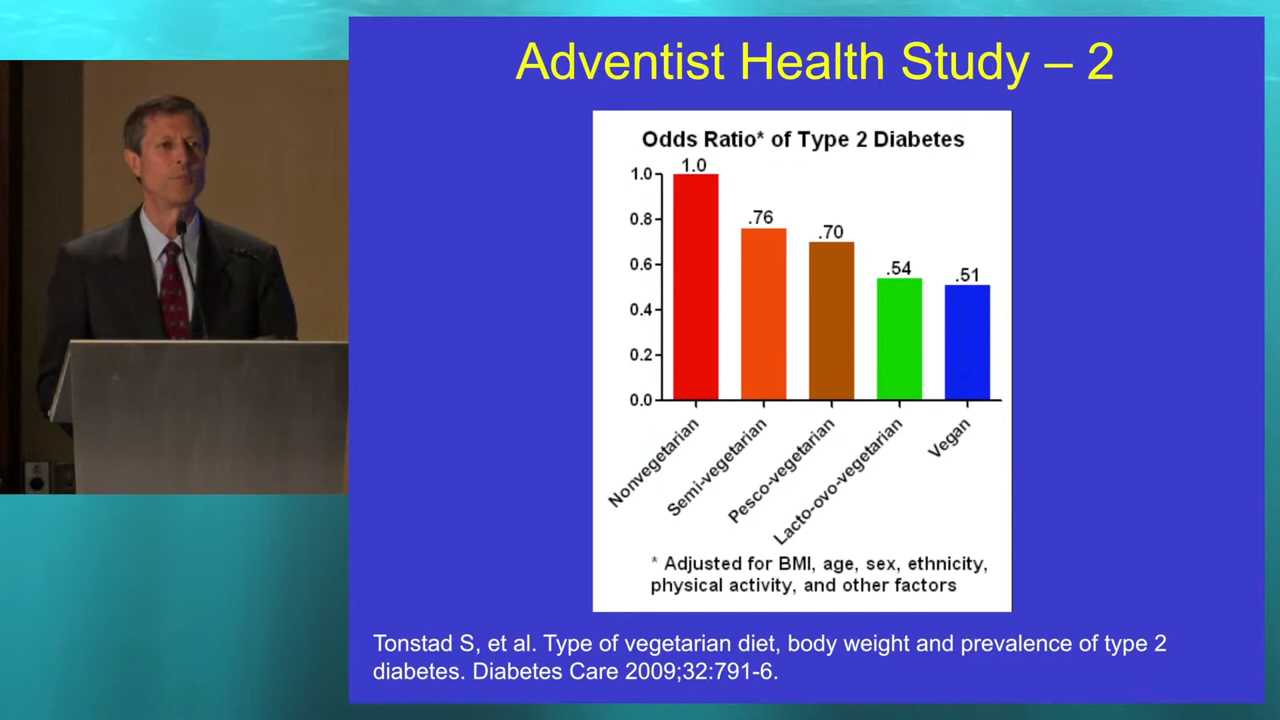 Adventist Health Study – 2
Odds Ratio* of Type 2 Diabetes
1.0
.76
.70
.54
.51
1.0
0.8
0.6
0.4
0.2
0.0
Nonvegetarian
Semi-vegetarian
Pesco-vegetarian
Lacto-ovo-vegetarian
Vegan
* Adjusted for BMI, age, sex, ethnicity,
physical activity, and other factors
Tonstad S, et al. Type of vegetarian diet, body weight and prevalence of type 2
diabetes. Diabetes Care 2009;32:791-6.